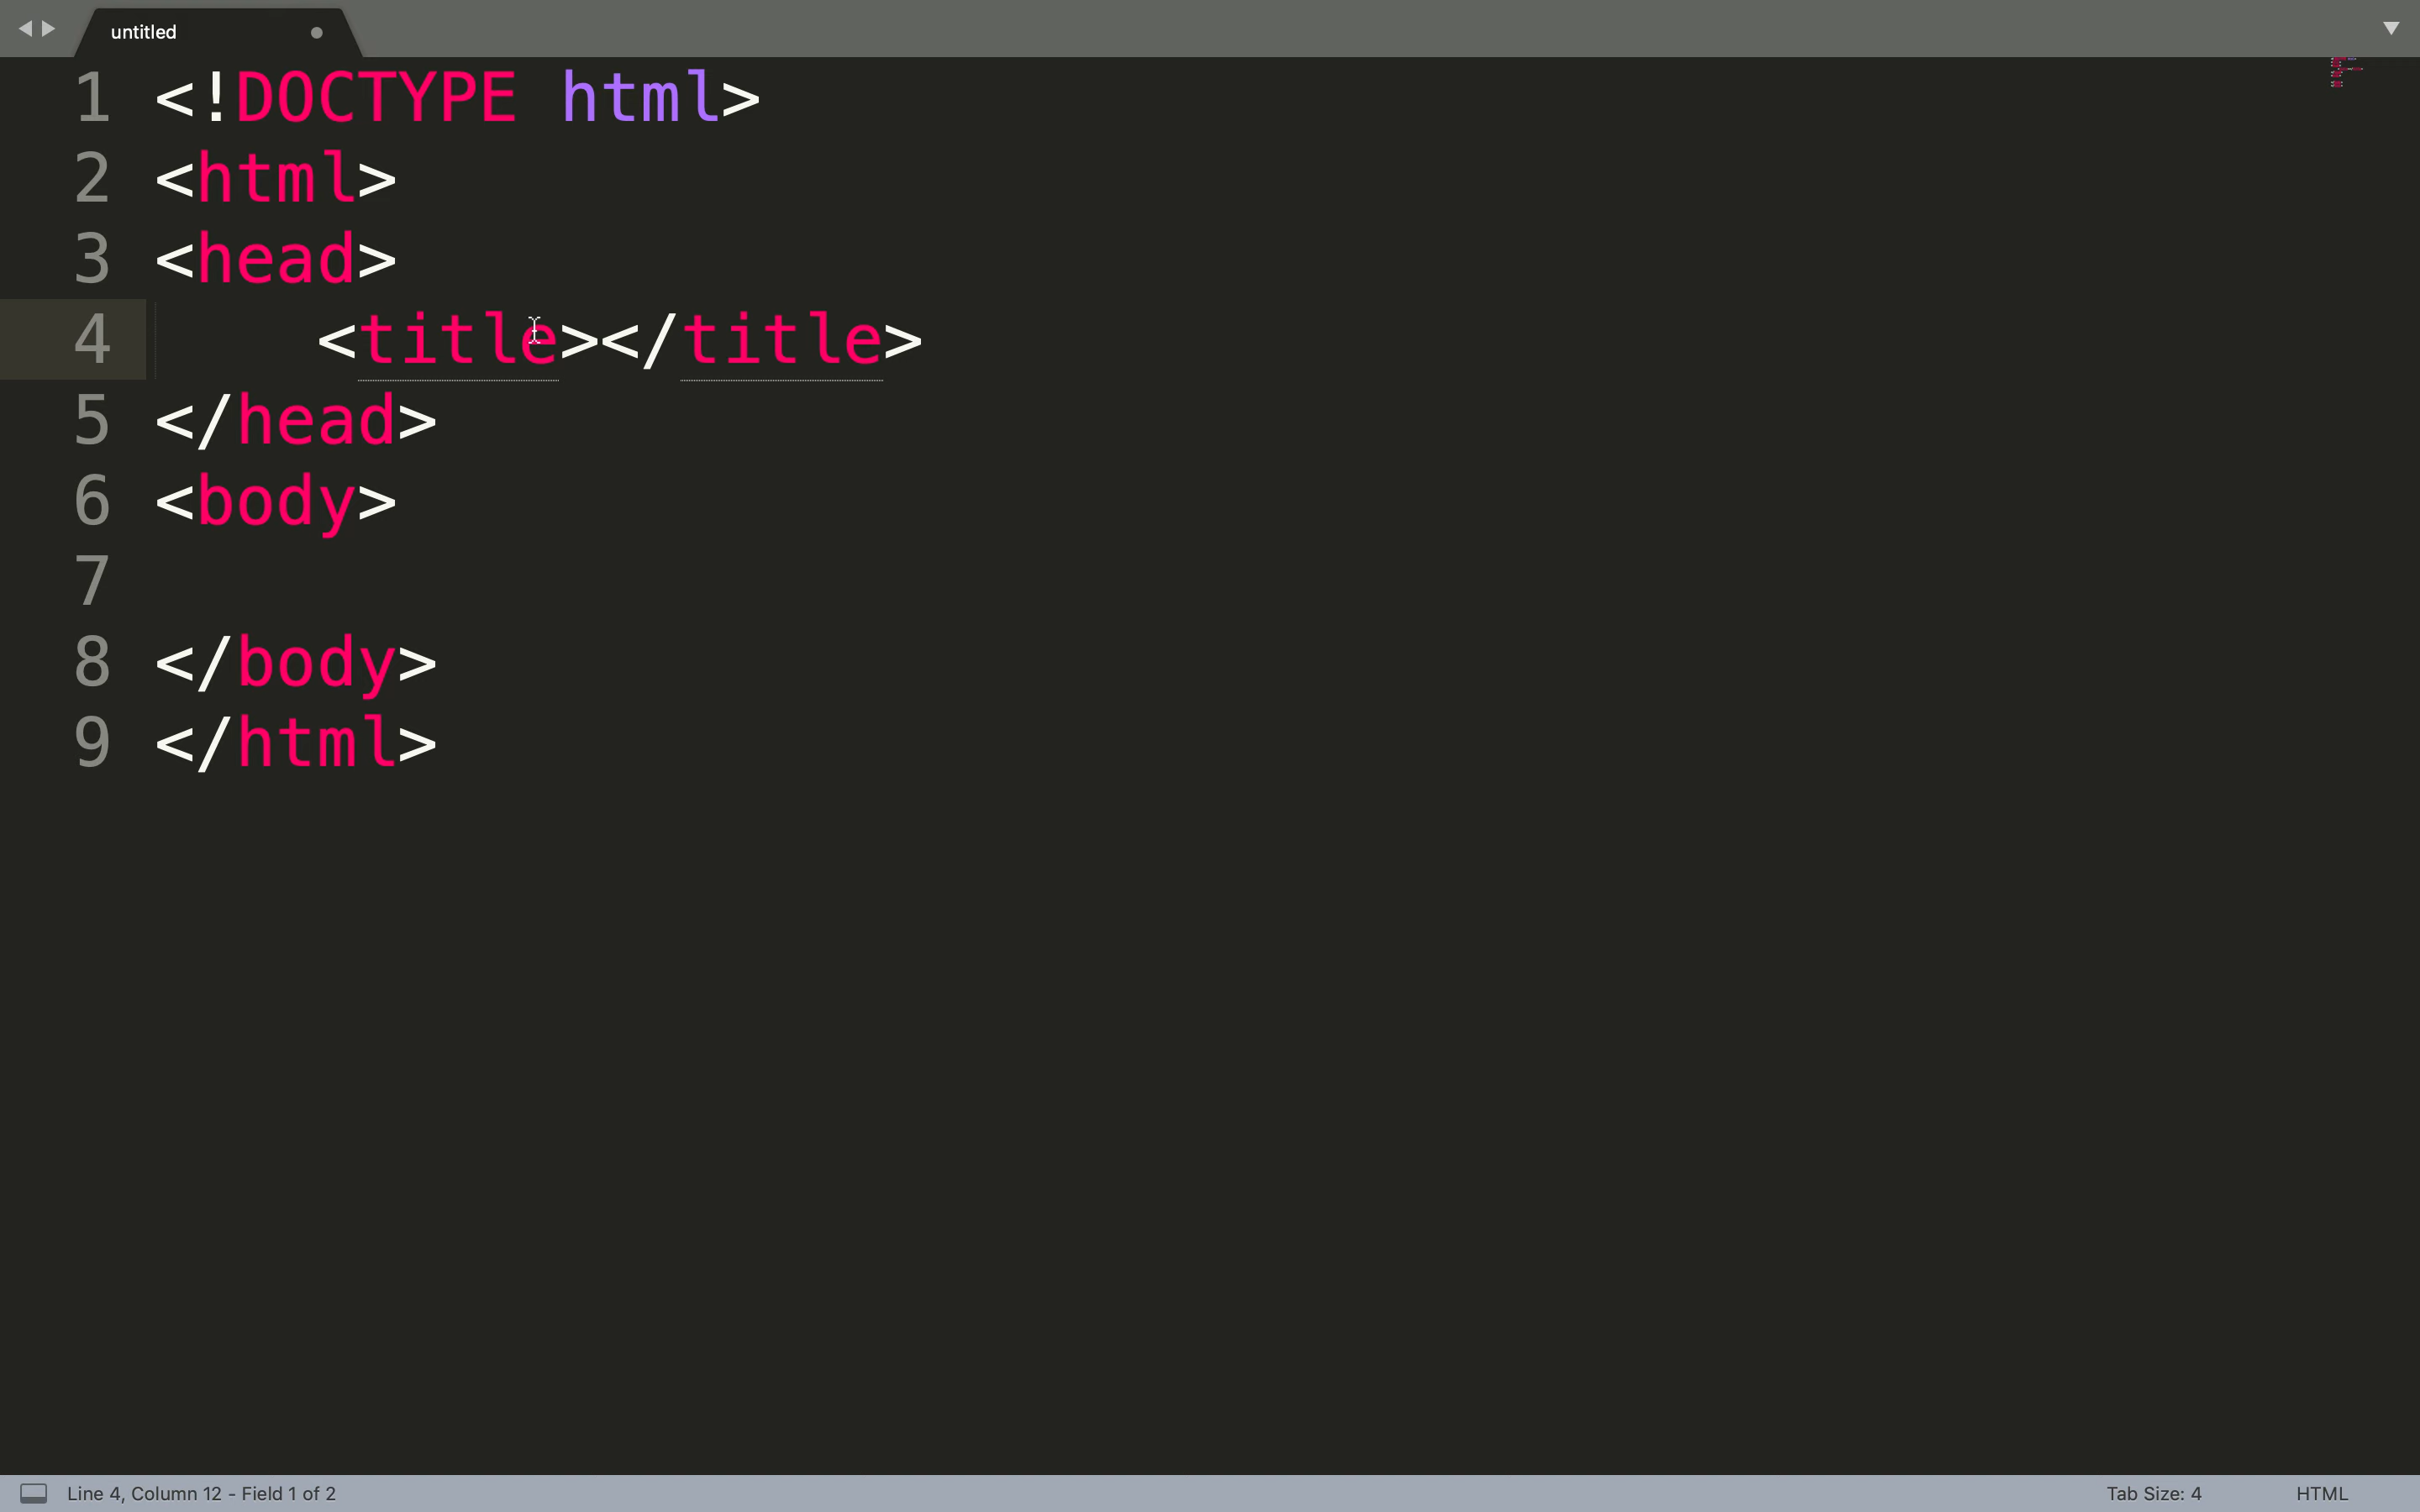 untitled
1 <!DOCTYPE html>
2 <html>
3 <head>
4     <title></title>
5 </head>
6 <body>
7
8 </body>
9 </html>
Line 4, Column 12 - Field 1 of 2
Tab Size: 4
HTML